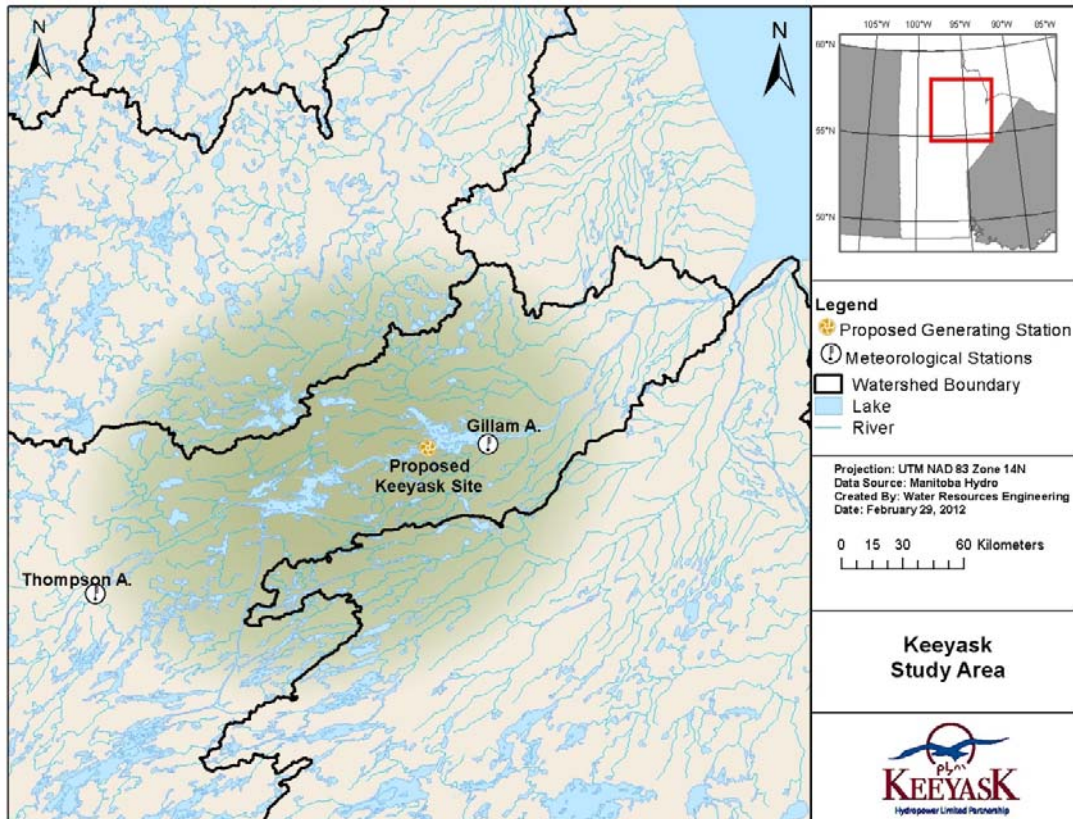 N
N
Gillam A.
Proposed
Keeyask Site
Thompson A.
105°W 100°W 95°W 90°W 85°W
60°N
55°N
50°N
Legend
Proposed Generating Station
Meteorological Stations
Watershed Boundary
Lake
River
Projection: UTM NAD 83 Zone 14N
Data Source: Manitoba Hydro
Created By: Water Resources Engineering
Date: February 29, 2012
0 15 30 60 Kilometers
Keeyask
Study Area
KEEYASK
Hydropower Limited Partnership